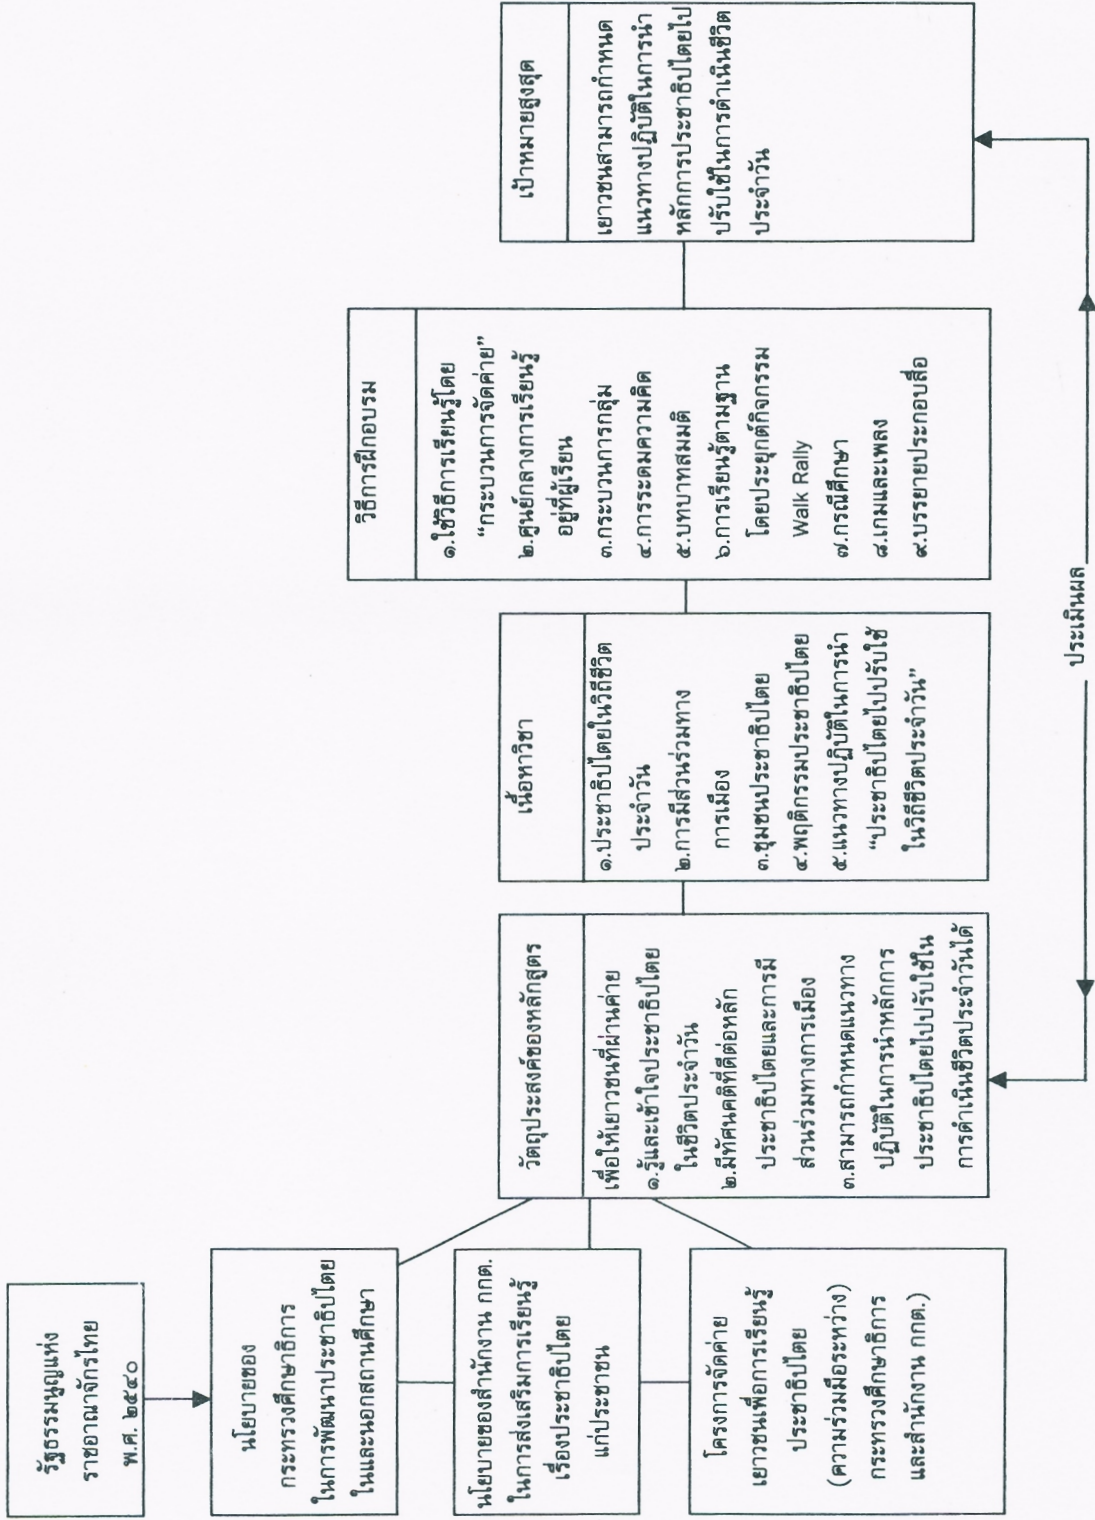 รัฐธรรมนูญแห่ง
ราชอาณาจักรไทย
พ.ศ. ๒๕๔๐
นโยบายของ
กระทรวงศึกษาธิการ
ในการพัฒนาประชาธิปไตย
ในและนอกสถานศึกษา
นโยบายของสำนักงาน กกต.
ในการส่งเสริมการเรียนรู้
เรื่องประชาธิปไตย
แก่ประชาชน
โครงการจัดค่าย
เยาวชนเพื่อการเรียนรู้
ประชาธิปไตย
(ความร่วมมือระหว่าง)
กระทรวงศึกษาธิการ
และสำนักงาน กกต.)
วัตถุประสงค์ของหลักสูตร
เพื่อให้เยาวชนที่ผ่านค่าย
๑.รู้และเข้าใจประชาธิปไตย
ในชีวิตประจำวัน
๒.มีทัศนคติที่ดีต่อหลัก
ประชาธิปไตยและการมี
ส่วนร่วมทางการเมือง
๓.สามารถกำหนดแนวทาง
ปฏิบัติในการนำหลักการ
ประชาธิปไตยไปปรับใช้ใน
การดำเนินชีวิตประจำวันได้
เนื้อหาวิชา
๑.ประชาธิปไตยในวิถีชีวิต
ประจำวัน
๒.การมีส่วนร่วมทาง
การเมือง
๓.ชุมชนประชาธิปไตย
๔.พฤติกรรมประชาธิปไตย
๕.แนวทางปฏิบัติในการนำ
“ประชาธิปไตยไปปรับใช้
ในวิถีชีวิตประจำวัน”
วิธีการฝึกอบรม
๑.ใช้วิธีการเรียนรู้โดย
“กระบวนการจัดค่าย”
๒.ศูนย์กลางการเรียนรู้
อยู่ที่ผู้เรียน
๓.กระบวนการกลุ่ม
๔.การระดมความคิด
๕.บทบาทสมมติ
๖.การเรียนรู้ตามฐาน
โดยประยุกต์กิจกรรม
Walk Rally
๗.กรณีศึกษา
๘.เกมและเพลง
๙.บรรยายประกอบสื่อ
เป้าหมายสูงสุด
เยาวชนสามารถกำหนด
แนวทางปฏิบัติในการนำ
หลักการประชาธิปไตยไป
ปรับใช้ในการดำเนินชีวิต
ประจำวัน
ประเมินผล